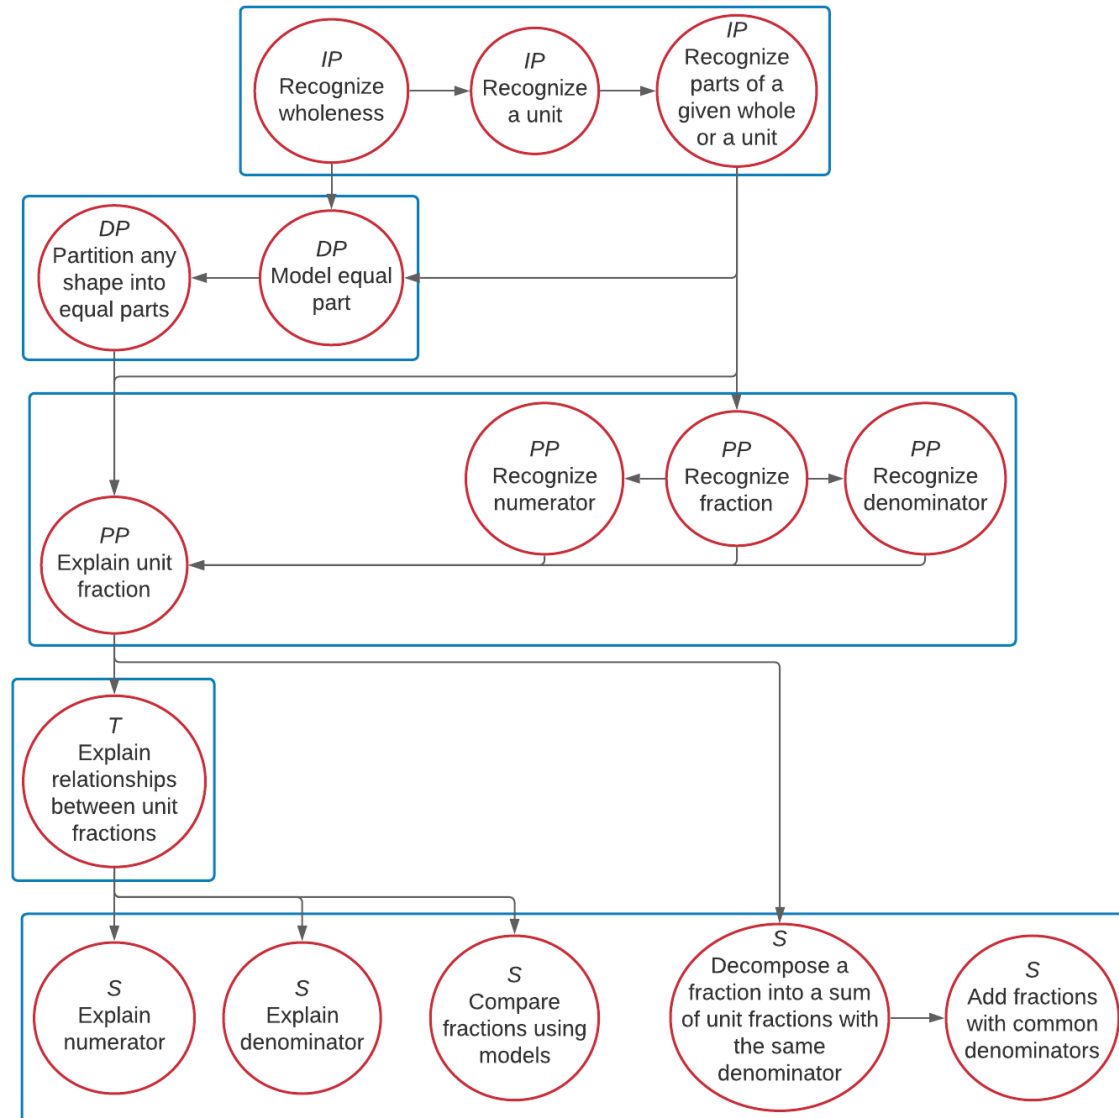 IP
Recognize
wholeness
IP
Recognize
a unit
IP
Recognize
parts of a
given whole
or a unit
DP
Partition any
shape into
equal parts
DP
Model equal
part
PP
Recognize
numerator
PP
Recognize
fraction
PP
Recognize
denominator
PP
Explain unit
fraction
T
Explain
relationships
between unit
fractions
S
Explain
numerator
S
Explain
denominator
S
Compare
fractions using
models
S
Decompose a
fraction into a sum
of unit fractions with
the same
denominator
S
Add fractions
with common
denominators